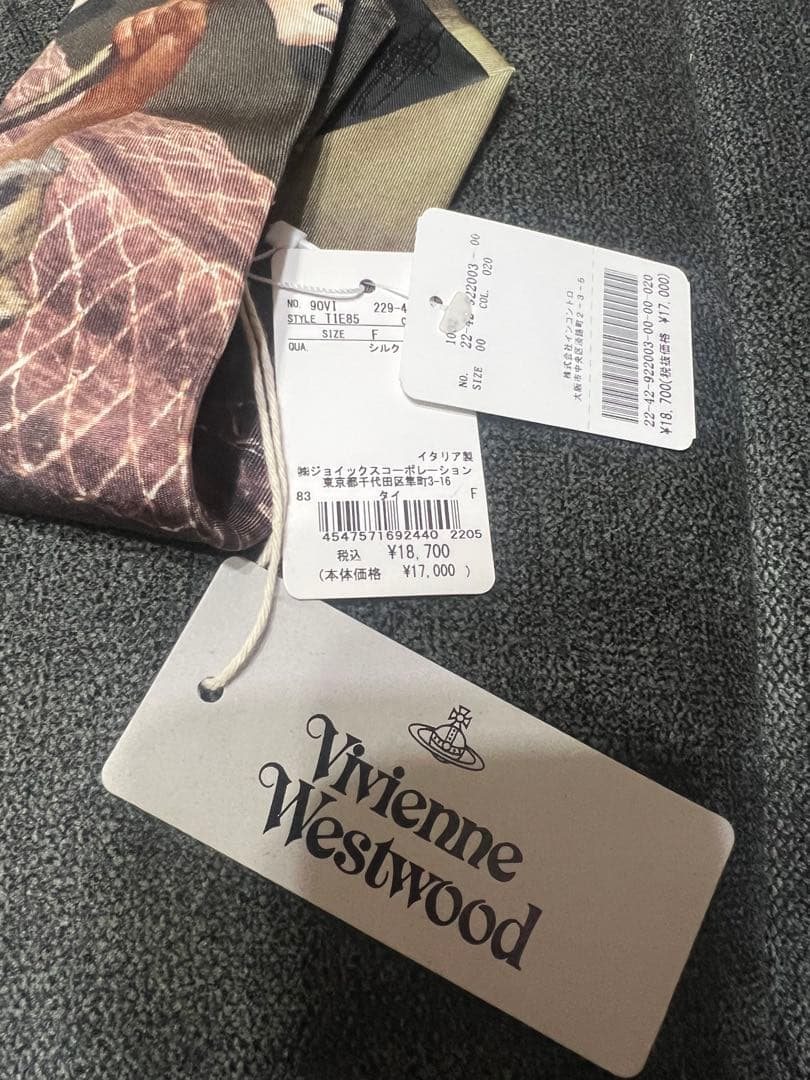 NO. 90VI 229-4
STYLE TIE85
SIZE F
QUA. シルク
イタリア製
㈱ジョイックスコーポレーション
東京都千代田区隼町3-16
83 タイ F
4547571692440 2205
税込 ¥18,700
(本体価格 ¥17,000 )
NO. 22-42-922003-00
SIZE 00 COL. 020
株式会社インコントロ
大阪市中央区淡路町2-3-5
22-42-922003-00-00-020
¥18,700(税抜価格 ¥17,000)
Vivienne
Westwood